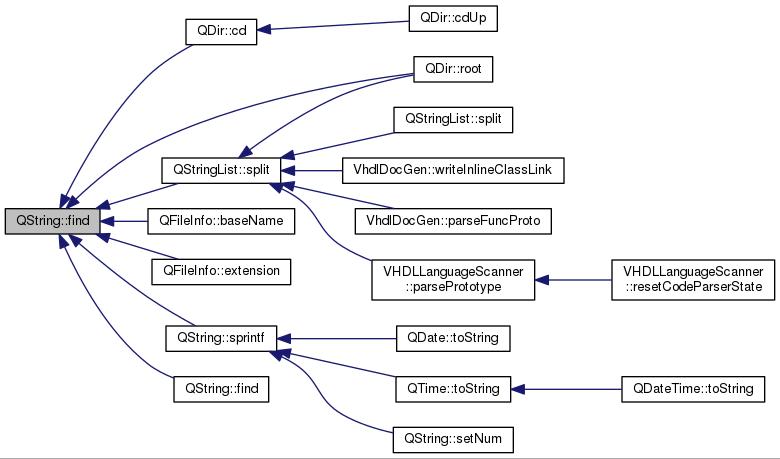 QDir::cd
QDir::cdUp
QDir::root
QStringList::split
QStringList::split
VhdlDocGen::writeInlineClassLink
QString::find
QFileInfo::baseName
VhdlDocGen::parseFuncProto
QFileInfo::extension
VHDLLanguageScanner
::parsePrototype
VHDLLanguageScanner
::resetCodeParserState
QString::sprintf
QDate::toString
QString::find
QTime::toString
QDateTime::toString
QString::setNum